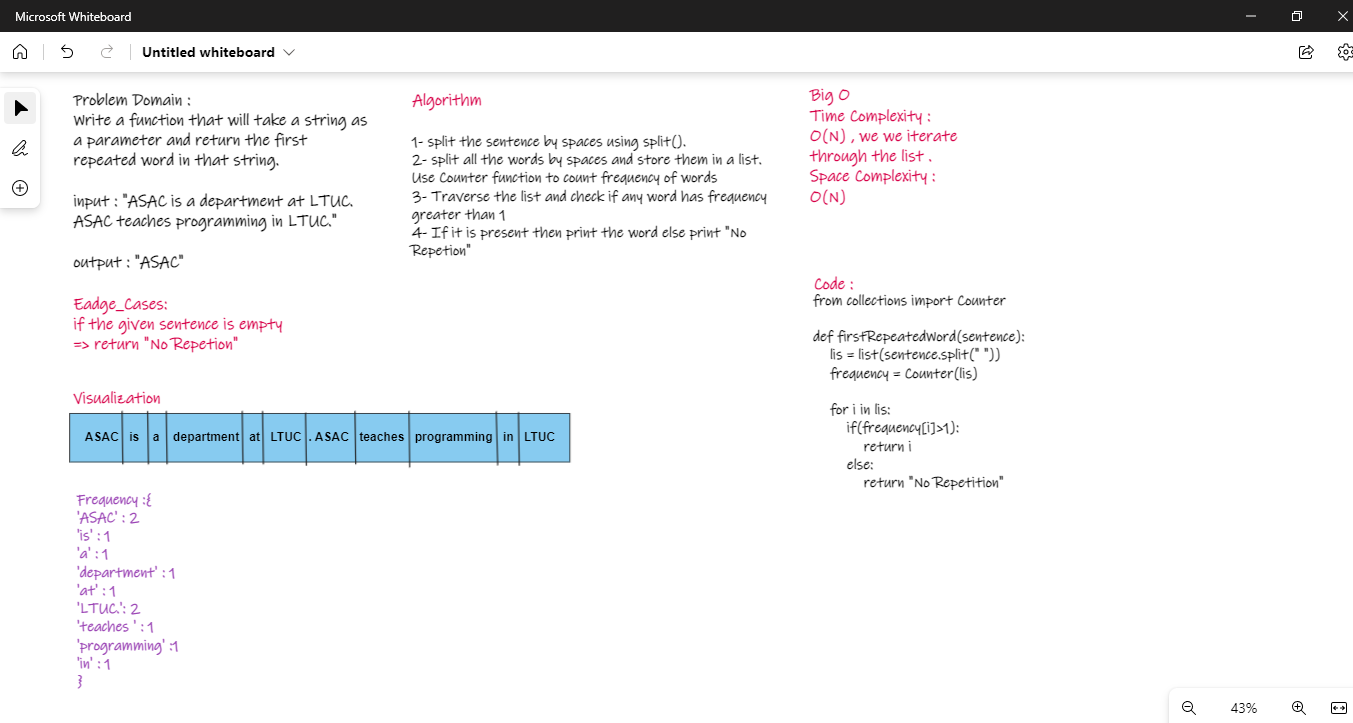 Microsoft Whiteboard
Untitled whiteboard
Problem Domain :
Write a function that will take a string as
a parameter and return the first
repeated word in that string.
input : "ASAC is a department at LTUC.
ASAC teaches programming in LTUC."
output : "ASAC"
Eadge_Cases:
if the given sentence is empty
=> return "No Repetion"
Visualization
ASAC is a department at LTUC . ASAC teaches programming in LTUC
Frequency :{
'ASAC' : 2
'is' : 1
'a' : 1
'department' : 1
'at' : 1
'LTUC.': 2
'teaches ' : 1
'programming' :1
'in' : 1
}
Algorithm
1- split the sentence by spaces using split().
2- split all the words by spaces and store them in a list.
Use Counter function to count frequency of words
3- Traverse the list and check if any word has frequency
greater than 1
4- If it is present then print the word else print "No
Repetion"
Big O
Time Complexity :
O(N) , we we iterate
through the list .
Space Complexity :
O(N)
Code :
from collections import Counter
def firstRepeatedWord(sentence):
lis = list(sentence.split(" "))
frequency = Counter(lis)
for i in lis:
if(frequency[i]>1):
return i
else:
return "No Repetition"
43%